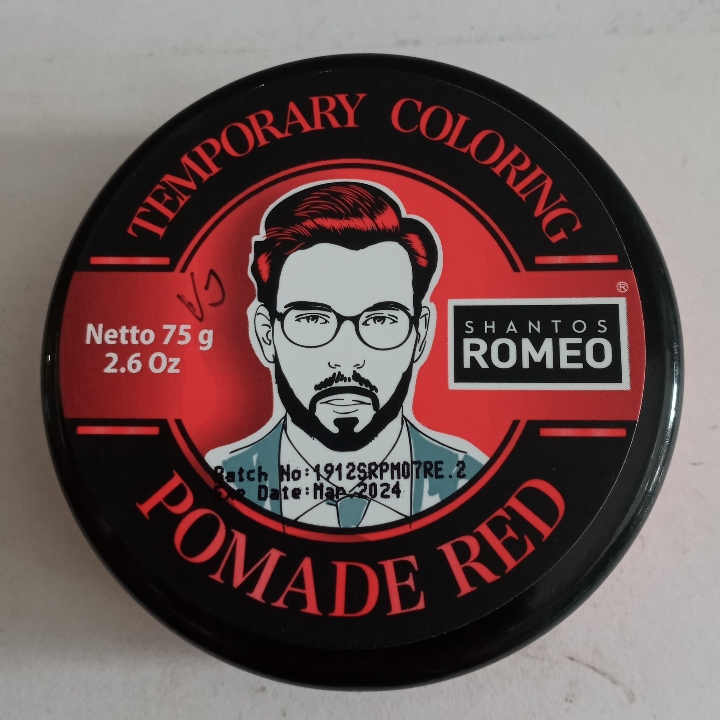 TEMPORARY COLORING
Netto 75 g
2.6 Oz
SHANTOS
ROMEO
®
Batch No:1912SRPM07RE.2
Date:Mar 2024
POMADE RED